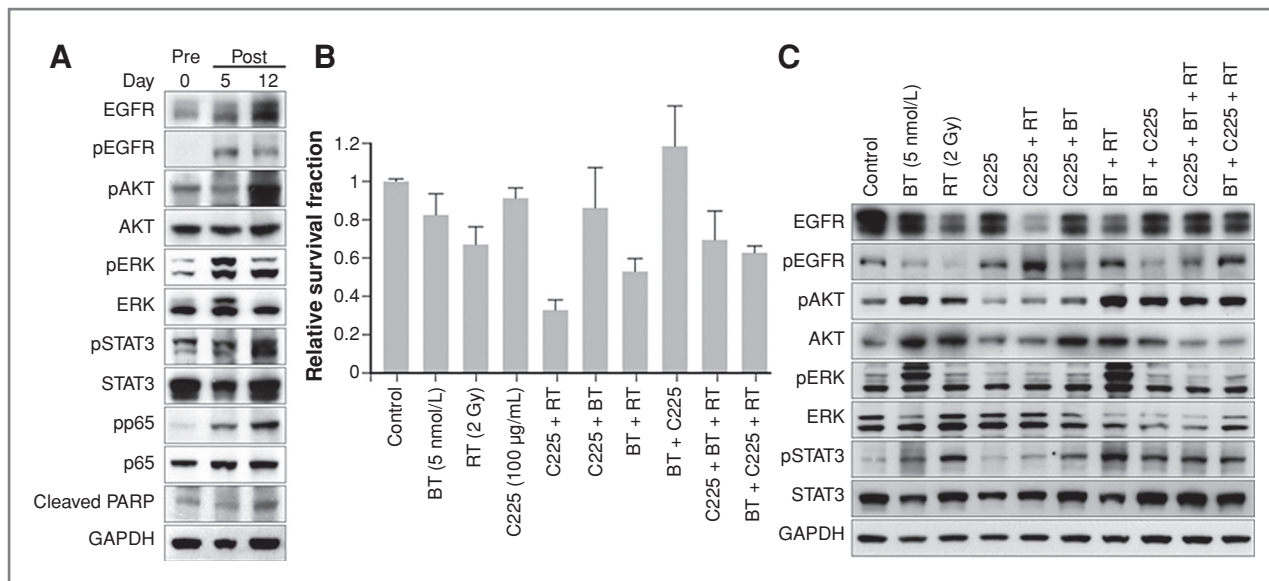 A
Pre Post
Day 0 5 12
EGFR
pEGFR
pAKT
AKT
pERK
ERK
pSTAT3
STAT3
pp65
p65
Cleaved PARP
GAPDH
B
Relative survival fraction
1.2
1
0.8
0.6
0.4
0.2
0
Control
BT (5 nmol/L)
RT (2 Gy)
C225 (100 µg/mL)
C225 + RT
C225 + BT
BT + RT
BT + C225
C225 + BT + RT
BT + C225 + RT
C
Control
BT (5 nmol/L)
RT (2 Gy)
C225
C225 + RT
C225 + BT
BT + RT
BT + C225
C225 + BT + RT
BT + C225 + RT
EGFR
pEGFR
pAKT
AKT
pERK
ERK
pSTAT3
STAT3
GAPDH